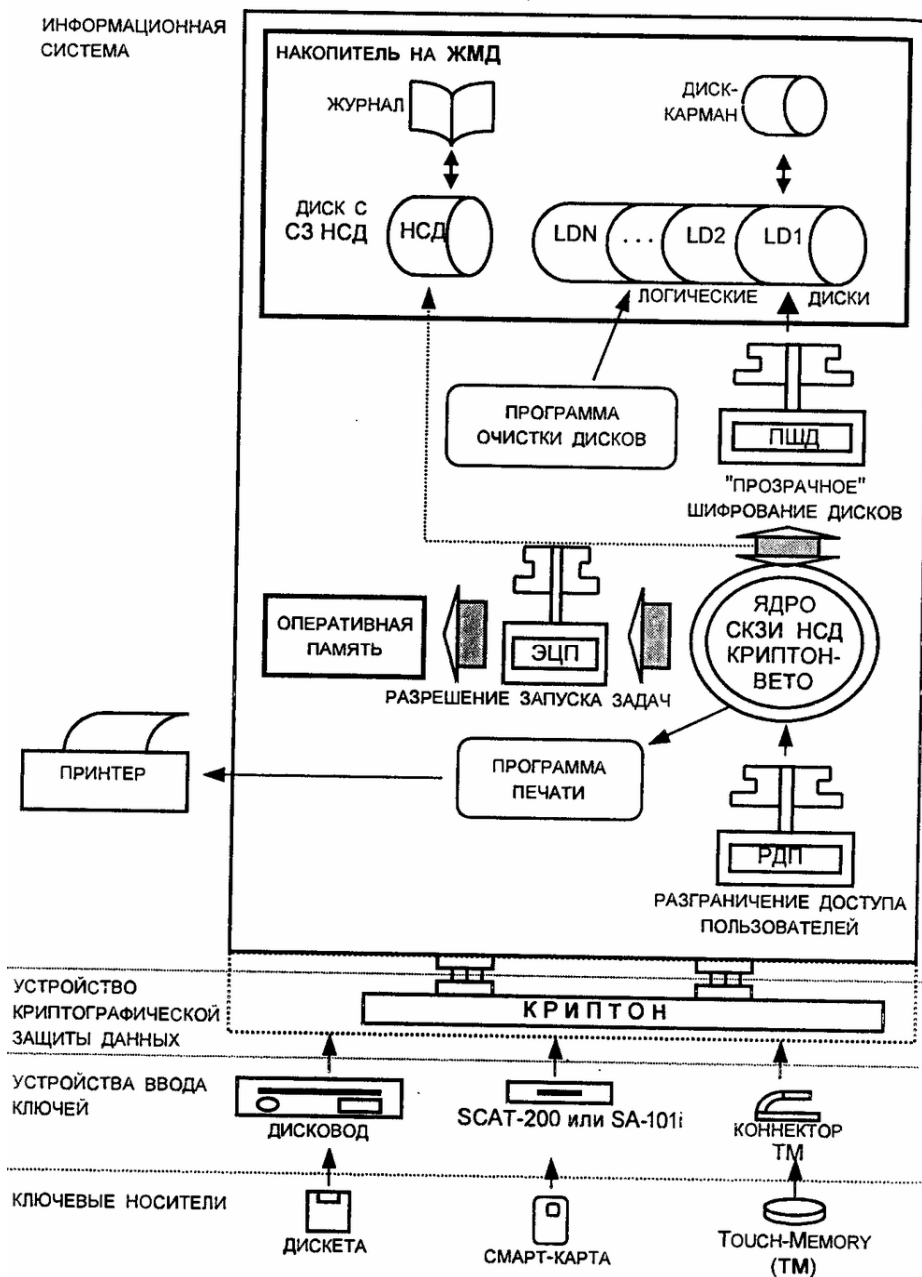 ИНФОРМАЦИОННАЯ
СИСТЕМА
НАКОПИТЕЛЬ НА ЖМД
ЖУРНАЛ
ДИСК-
КАРМАН
ДИСК С
СЗ НСД
НСД
LDN
...
LD2
LD1
ЛОГИЧЕСКИЕ ДИСКИ
ПРОГРАММА
ОЧИСТКИ ДИСКОВ
ПШД
"ПРОЗРАЧНОЕ"
ШИФРОВАНИЕ ДИСКОВ
ОПЕРАТИВНАЯ
ПАМЯТЬ
ЭЦП
РАЗРЕШЕНИЕ ЗАПУСКА ЗАДАЧ
ЯДРО
СКЗИ НСД
КРИПТОН-
ВЕТО
ПРИНТЕР
ПРОГРАММА
ПЕЧАТИ
РДП
РАЗГРАНИЧЕНИЕ ДОСТУПА
ПОЛЬЗОВАТЕЛЕЙ
УСТРОЙСТВО
КРИПТОГРАФИЧЕСКОЙ
ЗАЩИТЫ ДАННЫХ
КРИПТОН
УСТРОЙСТВА ВВОДА
КЛЮЧЕЙ
ДИСКОВОД
SCAT-200 или SA-101i
КОННЕКТОР
ТМ
КЛЮЧЕВЫЕ НОСИТЕЛИ
ДИСКЕТА
СМАРТ-КАРТА
TOUCH-MEMORY
(ТМ)